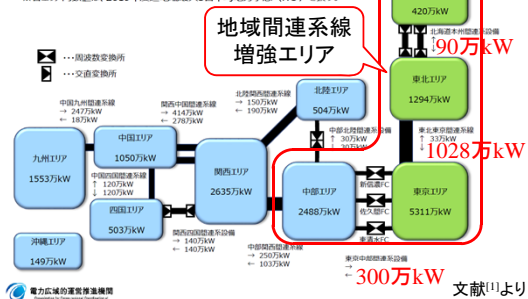 420万kW
地域間連系線
増強エリア
北海道本州間連系設備
↑
↓
90万kW
…周波数変換所
…交直変換所
東北エリア
1294万kW
北陸関西間連系線
→ 150万kW
← 190万kW
北陸エリア
504万kW
中国九州間連系線
→ 247万kW
← 18万kW
関西中国間連系線
→ 414万kW
← 278万kW
中部北陸間連系設備
↑ 30万kW
↓ 30万kW
東北東京間連系線
↑ 33万kW
↓
1028万kW
九州エリア
1553万kW
中国エリア
1050万kW
中国四国間連系線
↑ 120万kW
↓ 120万kW
関西エリア
2635万kW
中部エリア
2488万kW
新信濃FC
佐久間FC
東清水FC
東京エリア
5311万kW
四国エリア
503万kW
関西四国間連系設備
→ 140万kW
← 140万kW
沖縄エリア
149万kW
中部関西間連系線
→ 250万kW
← 103万kW
東京中部間連系設備
→
←
300万kW
電力広域的運営推進機関
文献[1]より